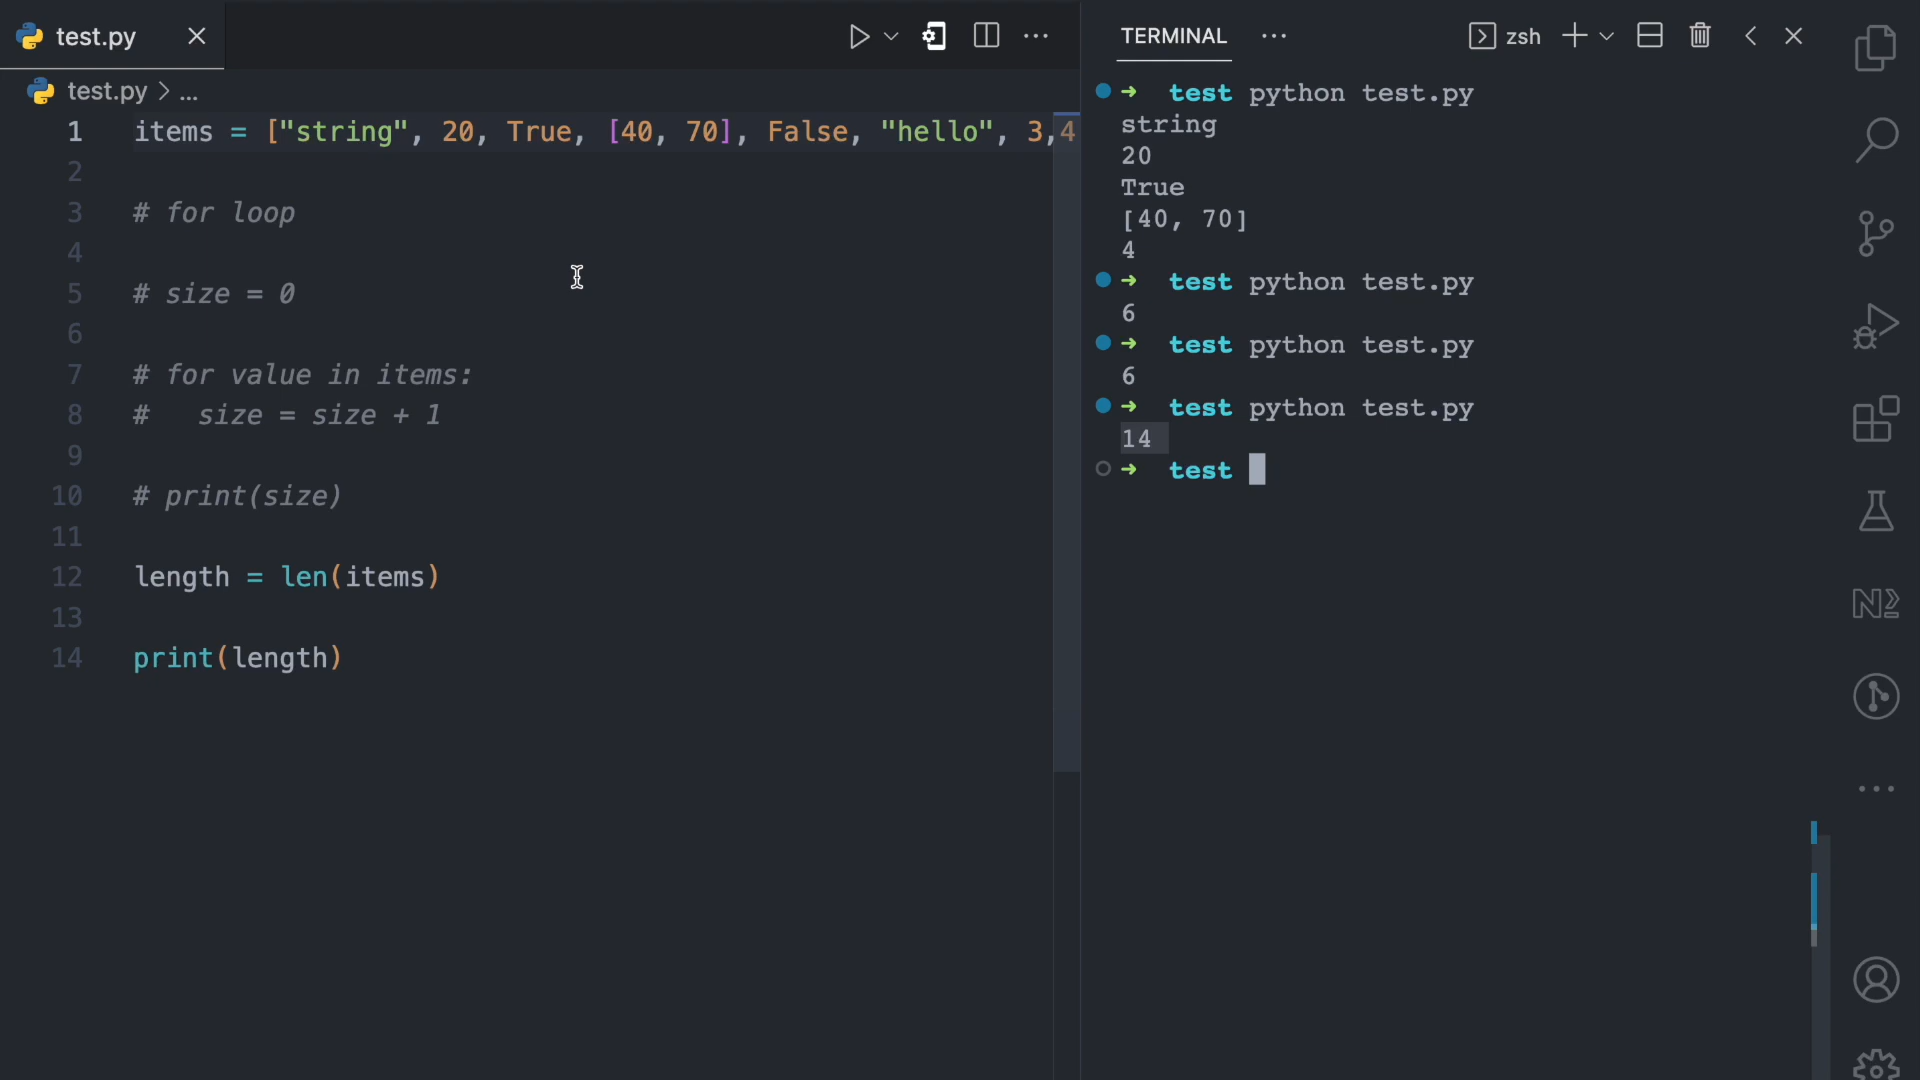 test.py
test.py > ...
1 items = ["string", 20, True, [40, 70], False, "hello", 3,4
2
3 # for loop
4
5 # size = 0
6
7 # for value in items:
8 #   size = size + 1
9
10 # print(size)
11
12 length = len(items)
13
14 print(length)
TERMINAL
zsh
➜ test python test.py
string
20
True
[40, 70]
4
➜ test python test.py
6
➜ test python test.py
6
➜ test python test.py
14
➜ test